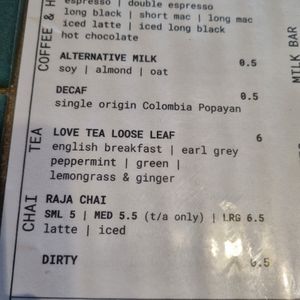 COFFEE & H
espresso | double espresso
long black | short mac | long mac
iced latte | iced long black
hot chocolate
ALTERNATIVE MILK 0.5
soy | almond | oat
DECAF 0.5
single origin Colombia Popayan
TEA
LOVE TEA LOOSE LEAF 6
english breakfast | earl grey
peppermint | green |
lemongrass & ginger
CHAI
RAJA CHAI
SML 5 | MED 5.5 (t/a only) | LRG 6.5
latte | iced
DIRTY 0.5
MILK BAR